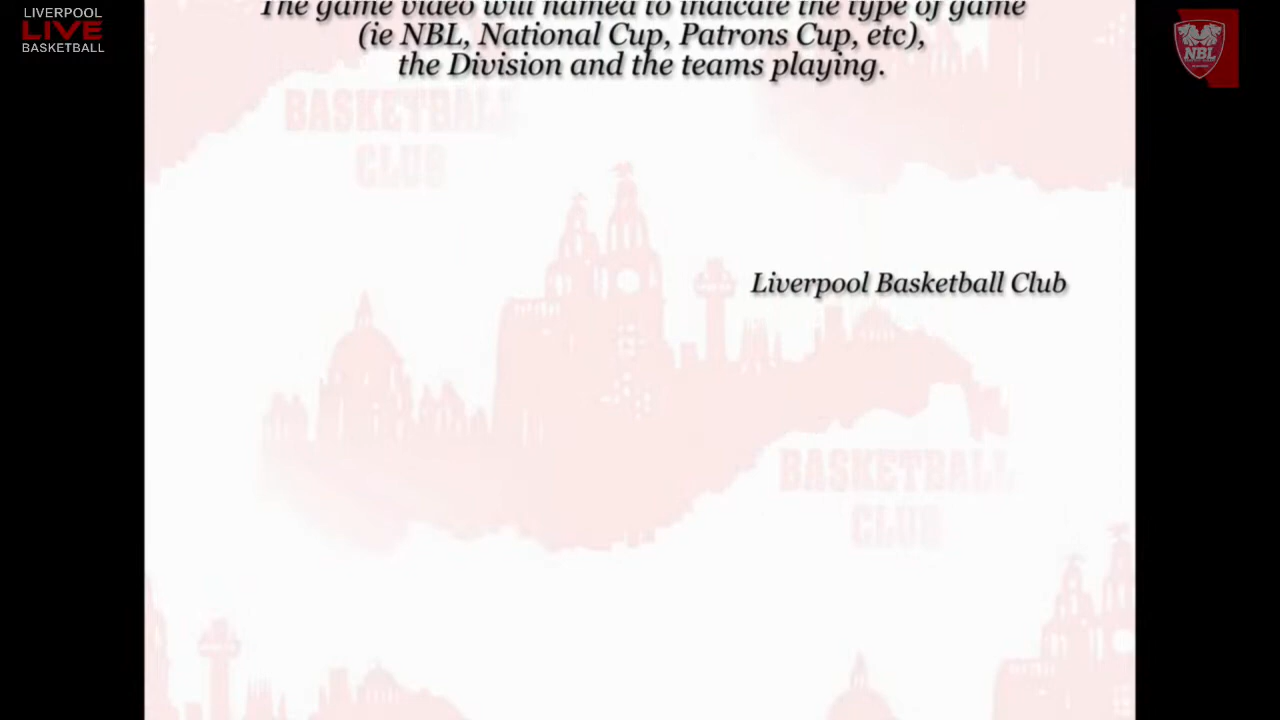 LIVERPOOL
LIVE
BASKETBALL
NBL
The game video will named to indicate the type of game
(ie NBL, National Cup, Patrons Cup, etc),
the Division and the teams playing.
BASKETBALL
CLUB
Liverpool Basketball Club
BASKETBALL
CLUB